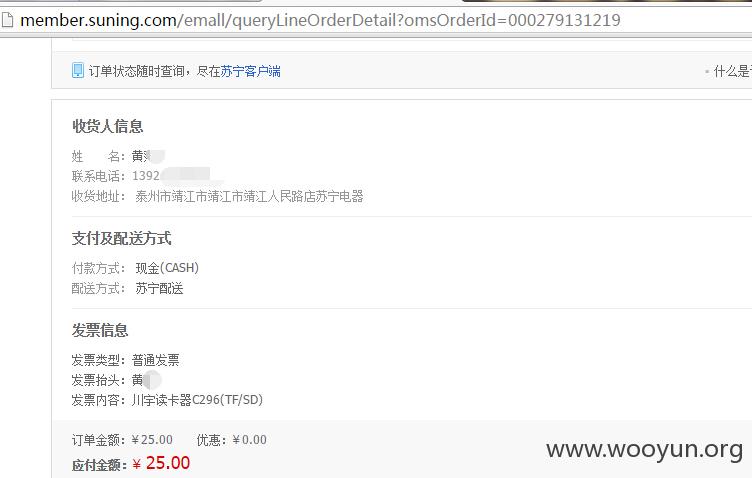 member.suning.com/emall/queryLineOrderDetail?omsOrderId=000279131219
订单状态随时查询，尽在苏宁客户端 什么是
收货人信息
姓 名：黄
联系电话：1392
收货地址： 泰州市靖江市靖江市靖江人民路店苏宁电器
支付及配送方式
付款方式： 现金(CASH)
配送方式： 苏宁配送
发票信息
发票类型：普通发票
发票抬头：黄
发票内容：川宇读卡器C296(TF/SD)
订单金额：¥25.00 优惠：¥0.00
应付金额：¥ 25.00
www.wooyun.org